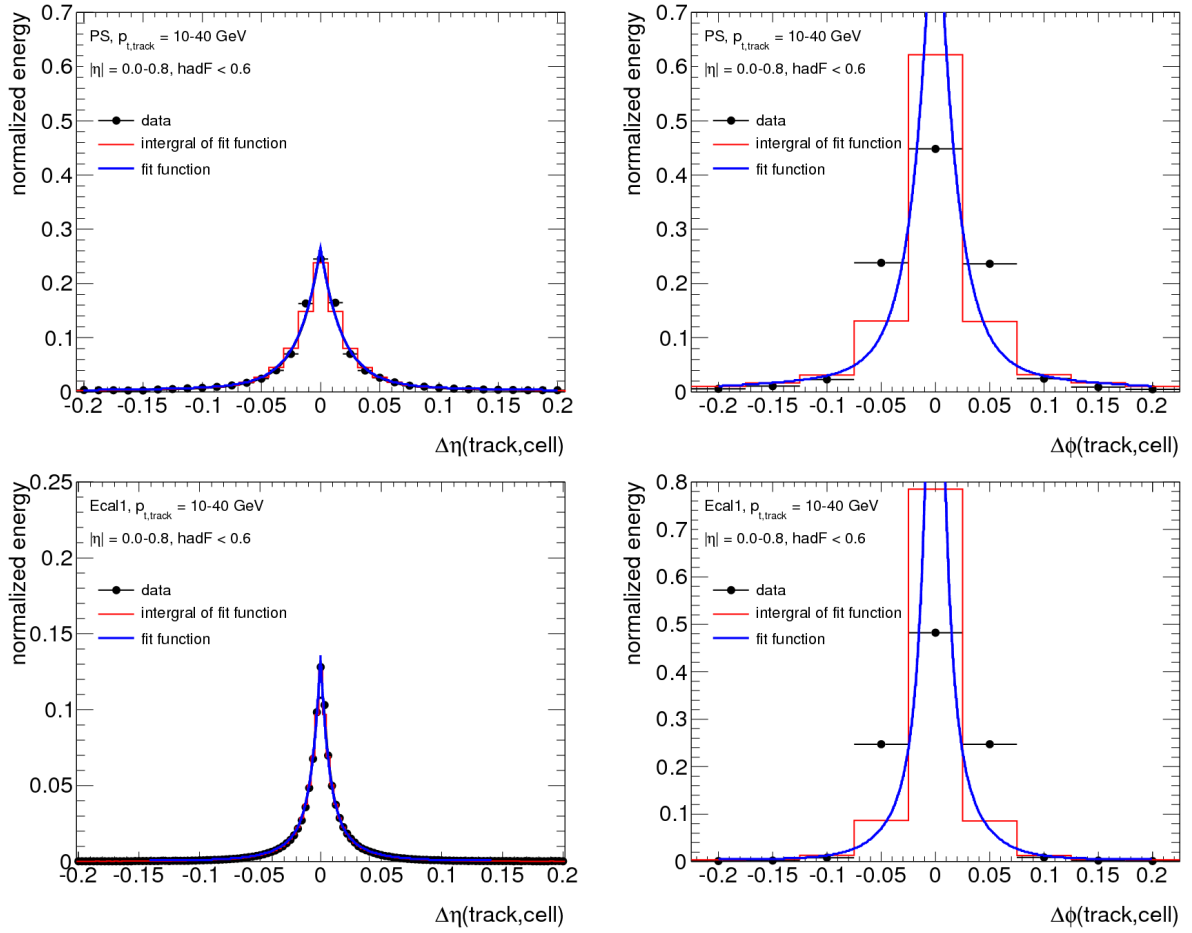 normalized energy
PS, p_{t,track} = 10-40 GeV
|η| = 0.0-0.8, hadF < 0.6
data
intergral of fit function
fit function
0.7
0.6
0.5
0.4
0.3
0.2
0.1
0
-0.2 -0.15 -0.1 -0.05 0 0.05 0.1 0.15 0.2
Δη(track,cell)
normalized energy
PS, p_{t,track} = 10-40 GeV
|η| = 0.0-0.8, hadF < 0.6
data
intergral of fit function
fit function
0.7
0.6
0.5
0.4
0.3
0.2
0.1
0
-0.2 -0.15 -0.1 -0.05 0 0.05 0.1 0.15 0.2
Δϕ(track,cell)
normalized energy
Ecal1, p_{t,track} = 10-40 GeV
|η| = 0.0-0.8, hadF < 0.6
data
intergral of fit function
fit function
0.25
0.2
0.15
0.1
0.05
0
-0.2 -0.15 -0.1 -0.05 0 0.05 0.1 0.15 0.2
Δη(track,cell)
normalized energy
Ecal1, p_{t,track} = 10-40 GeV
|η| = 0.0-0.8, hadF < 0.6
data
intergral of fit function
fit function
0.8
0.7
0.6
0.5
0.4
0.3
0.2
0.1
0
-0.2 -0.15 -0.1 -0.05 0 0.05 0.1 0.15 0.2
Δϕ(track,cell)